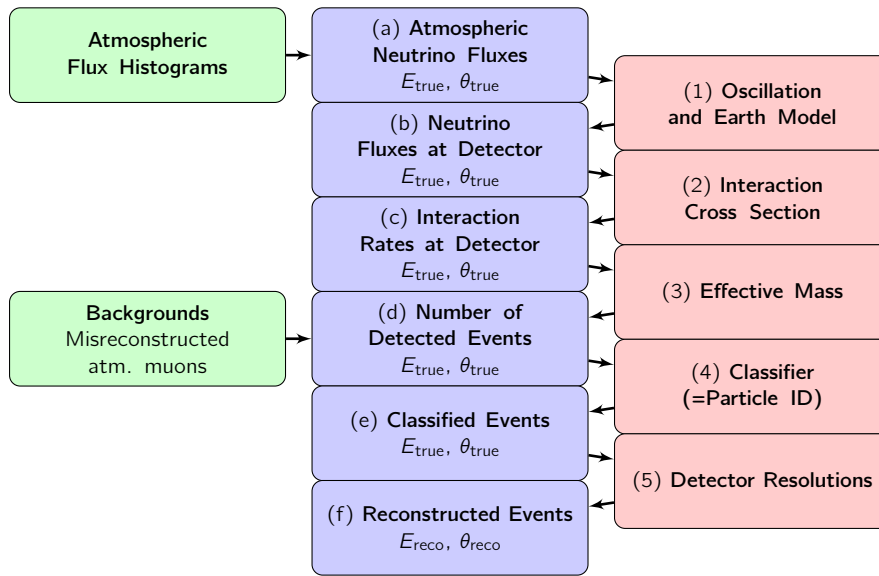 Atmospheric
Flux Histograms
(a) Atmospheric
Neutrino Fluxes
E_true, θ_true
(1) Oscillation
and Earth Model
(b) Neutrino
Fluxes at Detector
E_true, θ_true
(2) Interaction
Cross Section
(c) Interaction
Rates at Detector
E_true, θ_true
(3) Effective Mass
Backgrounds
Misreconstructed
atm. muons
(d) Number of
Detected Events
E_true, θ_true
(4) Classifier
(=Particle ID)
(e) Classified Events
E_true, θ_true
(5) Detector Resolutions
(f) Reconstructed Events
E_reco, θ_reco